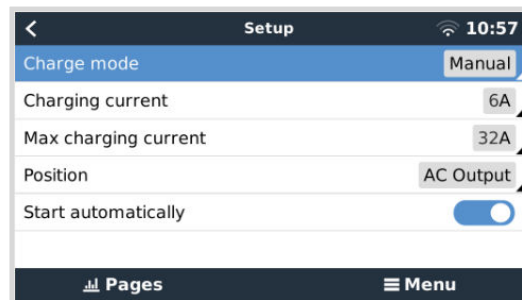 Setup 10:57
Charge mode Manual
Charging current 6A
Max charging current 32A
Position AC Output
Start automatically
Pages Menu